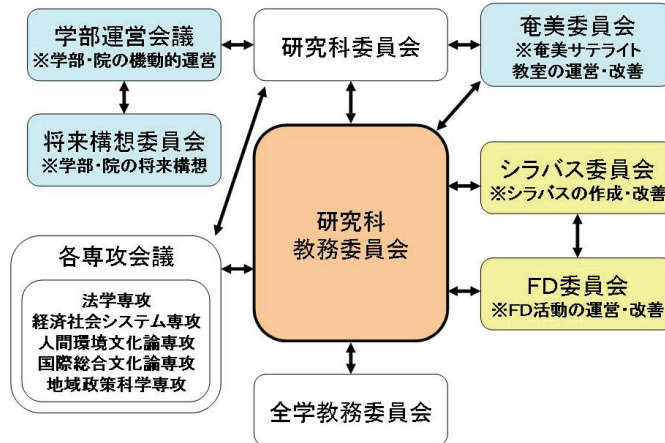 学部運営会議
※学部・院の機動的運営
研究科委員会
奄美委員会
※奄美サテライト
教室の運営・改善
将来構想委員会
※学部・院の将来構想
研究科
教務委員会
シラバス委員会
※シラバスの作成・改善
各専攻会議
法学専攻
経済社会システム専攻
人間環境文化論専攻
国際総合文化論専攻
地域政策科学専攻
FD委員会
※FD活動の運営・改善
全学教務委員会